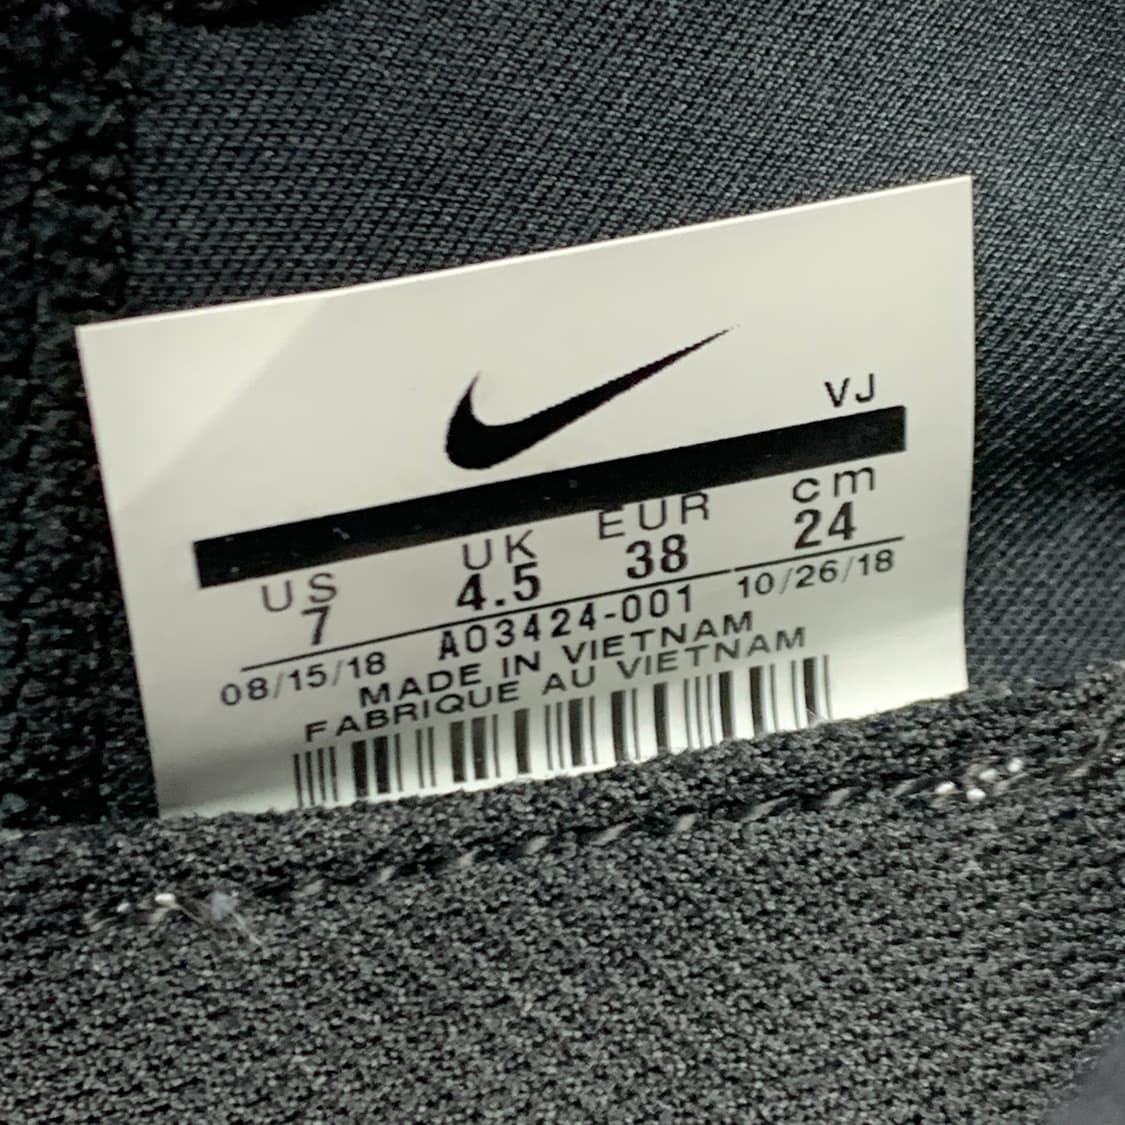 VJ
US UK EUR cm
7 4.5 38 24
08/15/18 AO3424-001 10/26/18
MADE IN VIETNAM
FABRIQUE AU VIETNAM